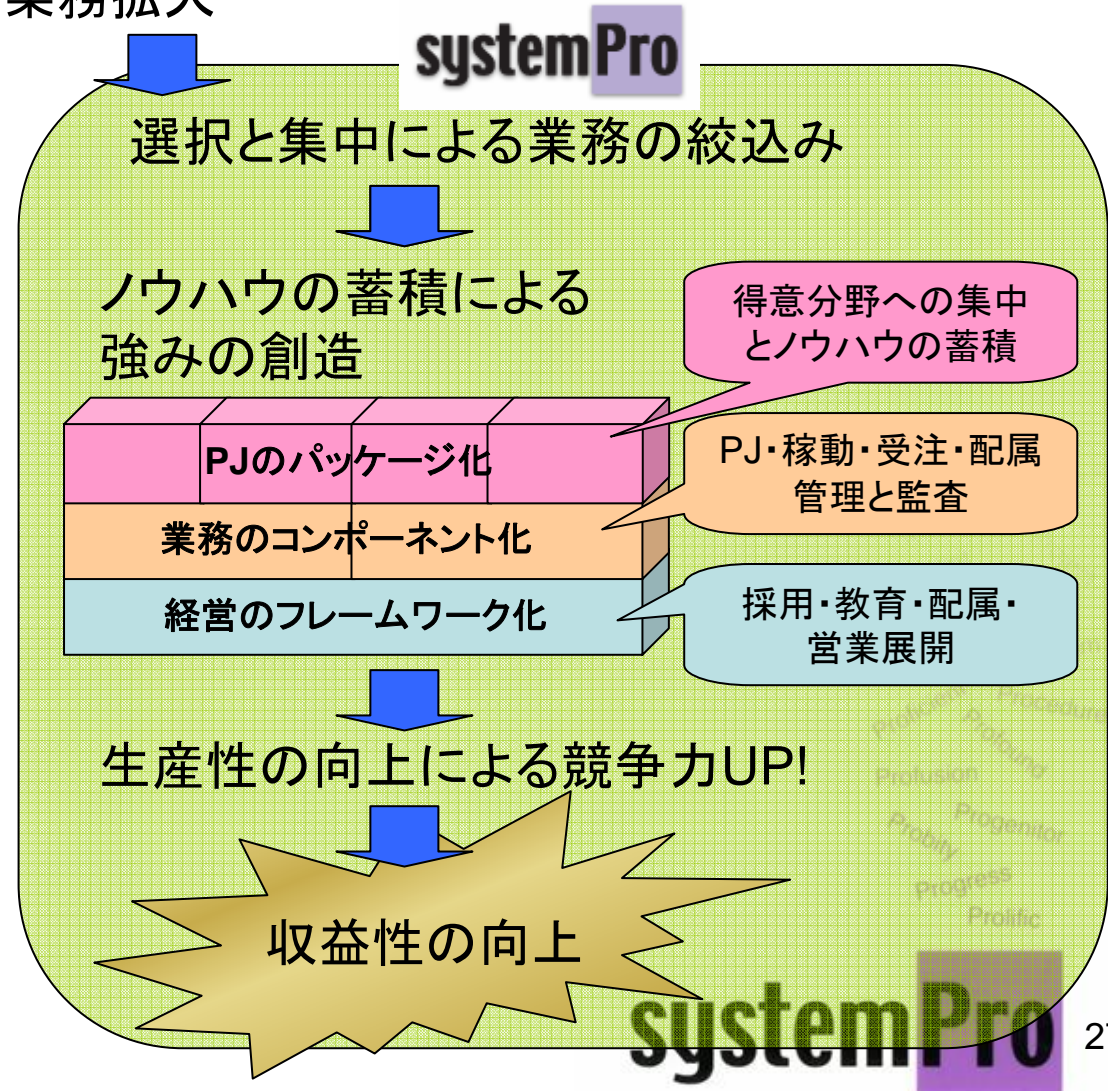 業務拡大
systemPro
選択と集中による業務の絞込み
ノウハウの蓄積による
強みの創造
得意分野への集中
とノウハウの蓄積
PJのパッケージ化
PJ・稼動・受注・配属
管理と監査
業務のコンポーネント化
経営のフレームワーク化
採用・教育・配属・
営業展開
生産性の向上による競争力UP!
収益性の向上
Proficient
Procedure
Profound
Profusion
Progenitor
Probity
Progress
Prolific
systemPro
27